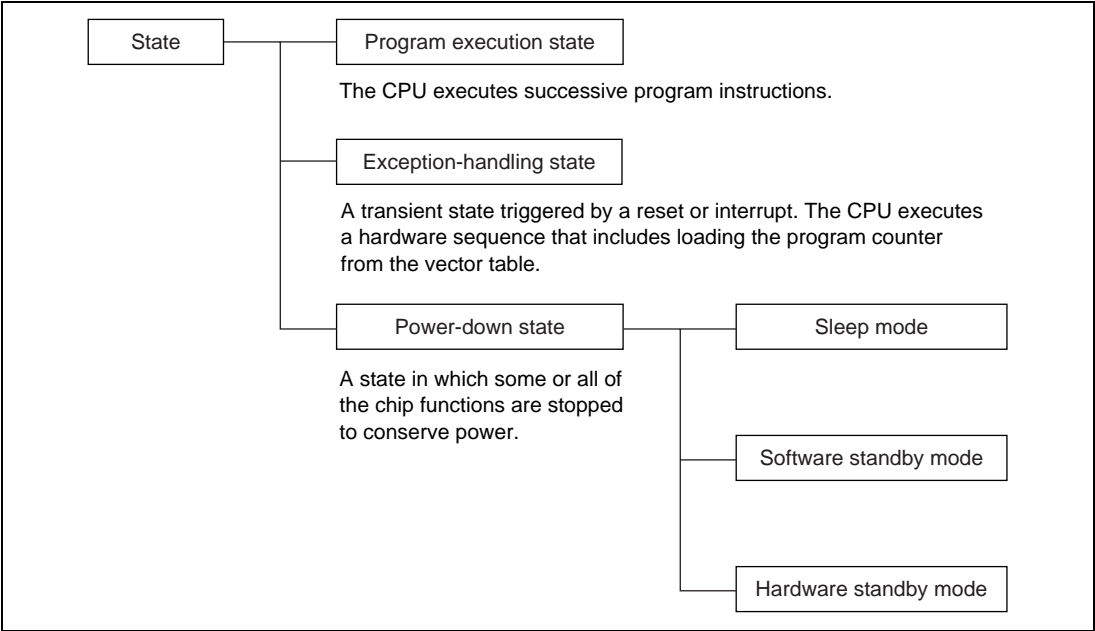 State
Program execution state
The CPU executes successive program instructions.
Exception-handling state
A transient state triggered by a reset or interrupt. The CPU executes
a hardware sequence that includes loading the program counter
from the vector table.
Power-down state
Sleep mode
A state in which some or all of
the chip functions are stopped
to conserve power.
Software standby mode
Hardware standby mode